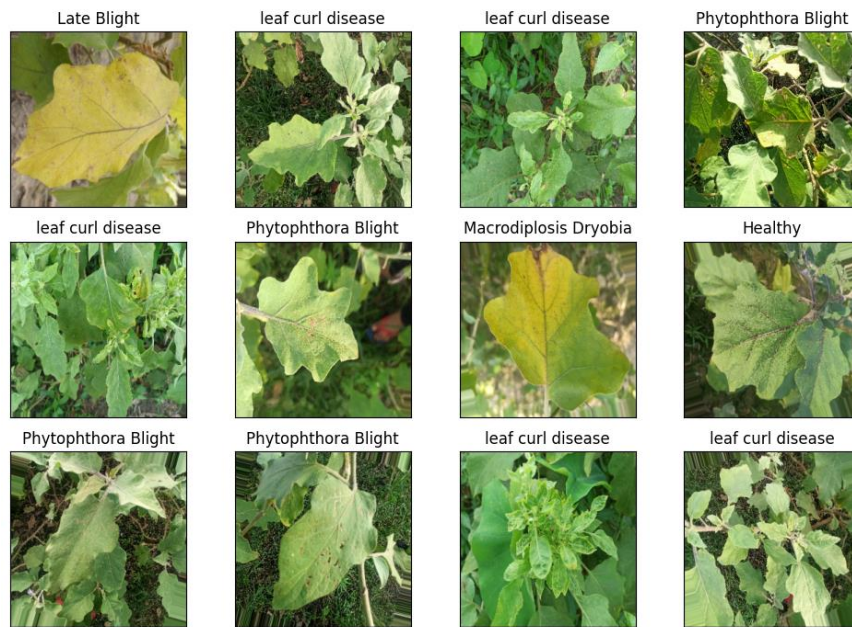 Late Blight
leaf curl disease
leaf curl disease
Phytophthora Blight
leaf curl disease
Phytophthora Blight
Macrodiplosis Dryobia
Healthy
Phytophthora Blight
Phytophthora Blight
leaf curl disease
leaf curl disease